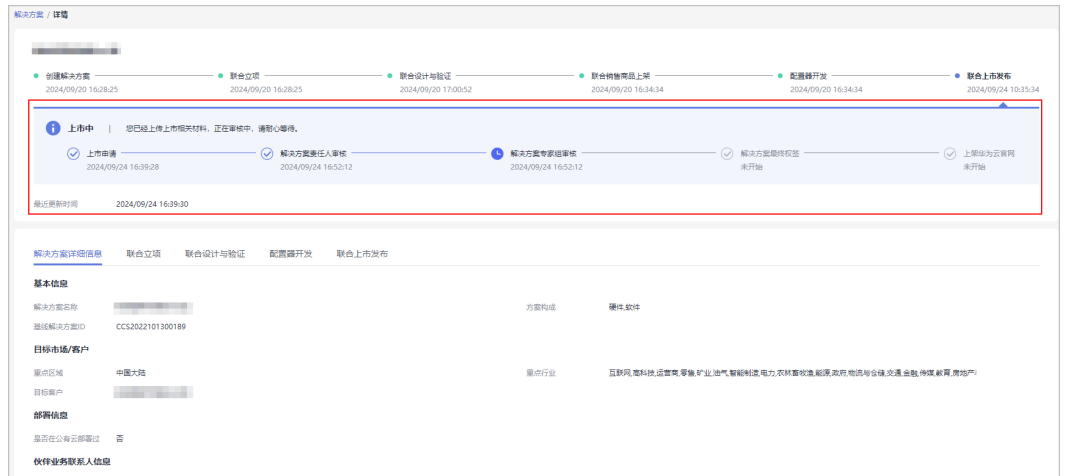 解决方案 / 详情
创建解决方案 联合立项 联合设计与验证 联合销售商品上架 配置器开发 联合上市发布
2024/09/20 16:28:25 2024/09/20 16:28:25 2024/09/20 17:00:52 2024/09/20 16:34:34 2024/09/20 16:34:34 2024/09/24 10:35:34
上市中 | 您已经上传上市相关材料，正在审核中，请耐心等待。
上市申请 解决方案责任人审核 解决方案专家组审核 解决方案最终权签 上架华为云官网
2024/09/24 16:39:28 2024/09/24 16:52:12 2024/09/24 16:52:12 未开始 未开始
最近更新时间 2024/09/24 16:39:30
解决方案详细信息 联合立项 联合设计与验证 配置器开发 联合上市发布
基本信息
解决方案名称 方案构成 硬件,软件
基线解决方案ID CCS2022101300189
目标市场/客户
重点区域 中国大陆 重点行业 互联网,高科技,运营商,零售,矿业,油气,智能制造,电力,农林畜牧渔,能源,政府,物流与仓储,交通,金融,传媒,教育,房地产
目标客户
部署信息
是否在公有云部署过 否
伙伴业务联系人信息